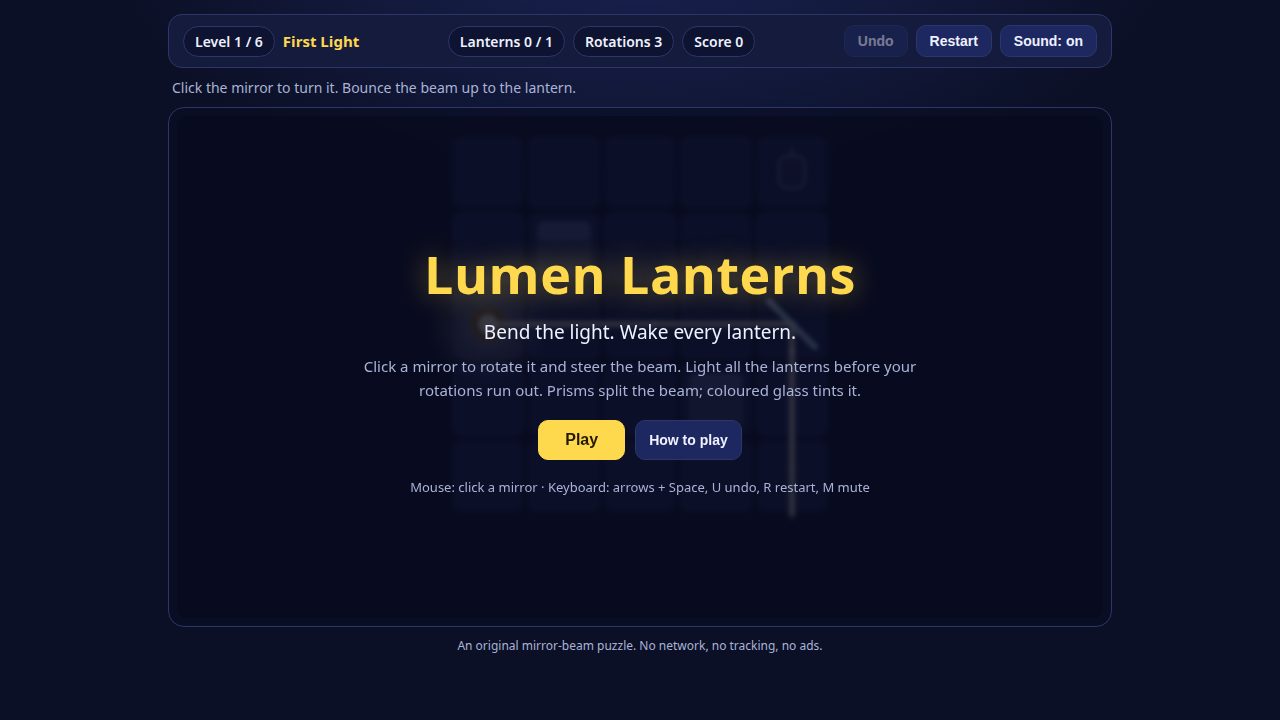 Level 1 / 6 First Light Lanterns 0 / 1 Rotations 3 Score 0 Undo Restart Sound: on
Click the mirror to turn it. Bounce the beam up to the lantern.
Lumen Lanterns
Bend the light. Wake every lantern.
Click a mirror to rotate it and steer the beam. Light all the lanterns before your
rotations run out. Prisms split the beam; coloured glass tints it.
Play How to play
Mouse: click a mirror · Keyboard: arrows + Space, U undo, R restart, M mute
An original mirror-beam puzzle. No network, no tracking, no ads.